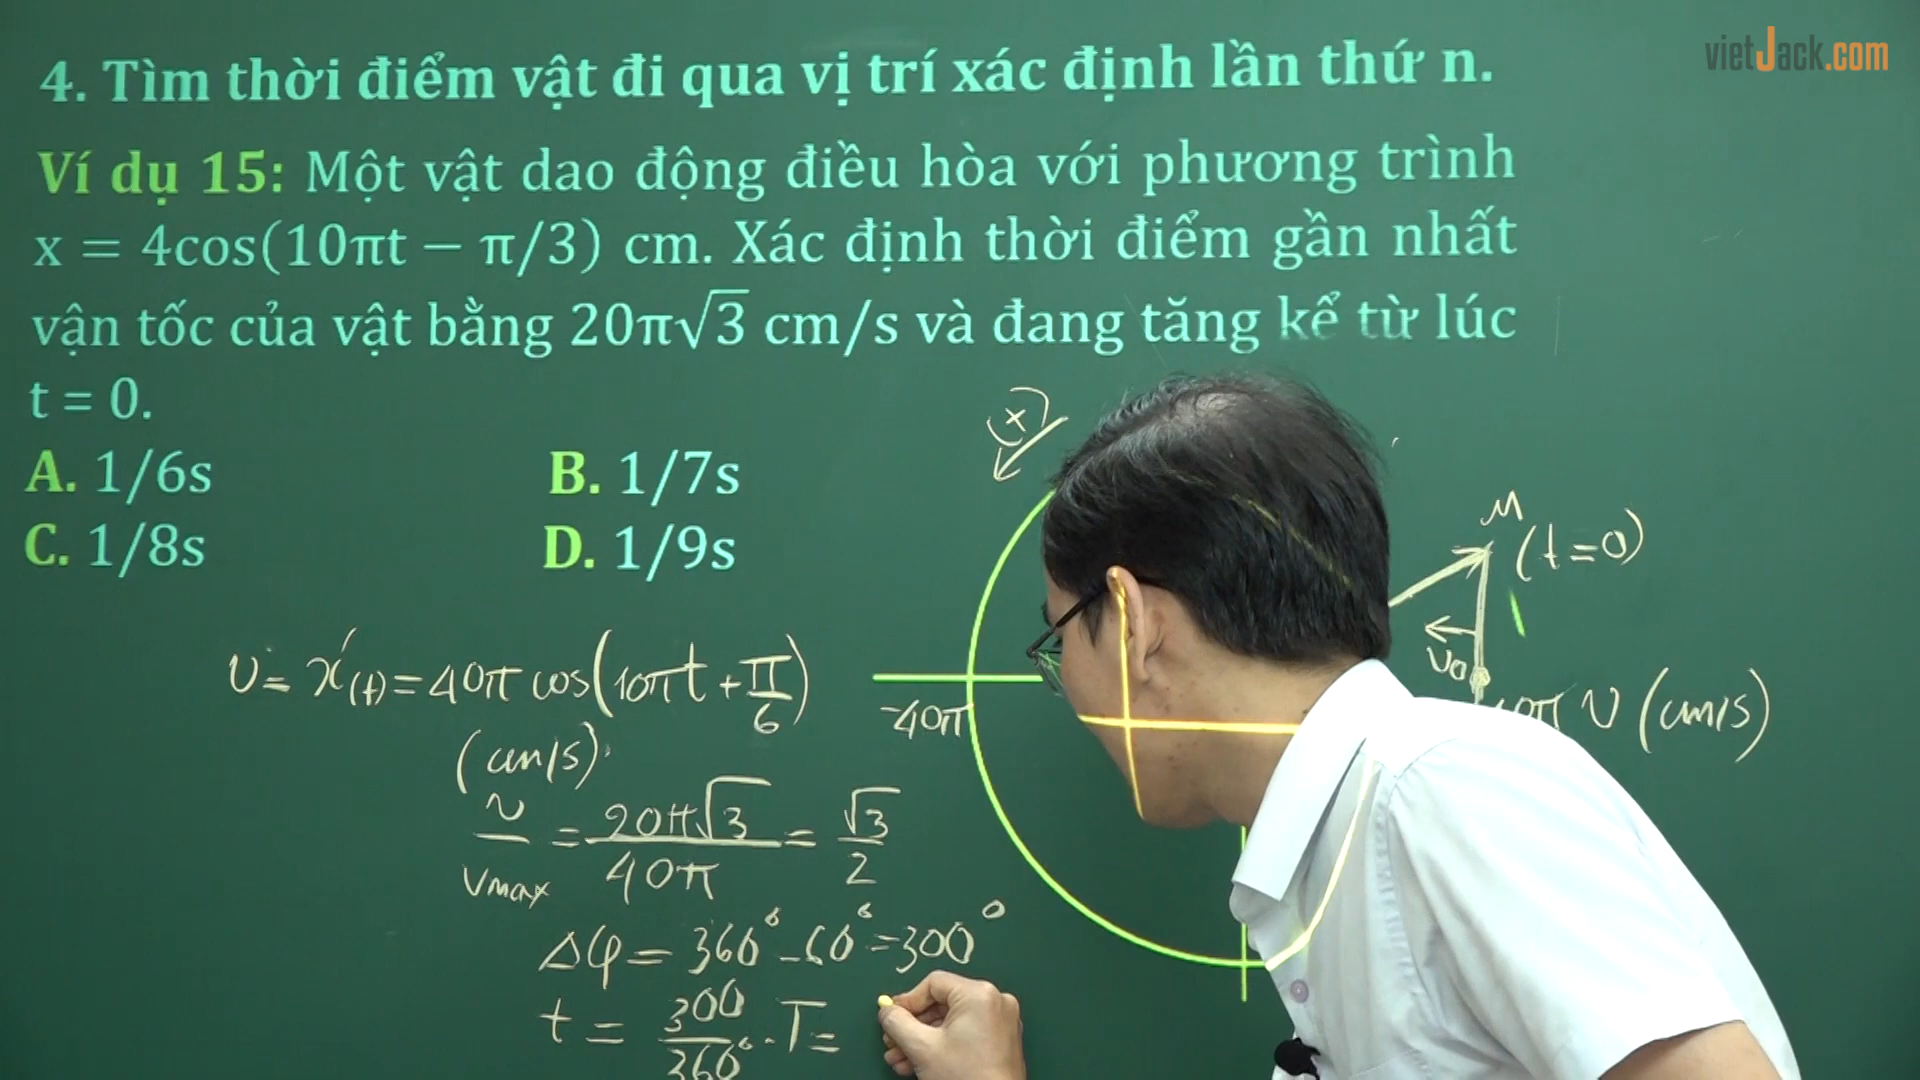 vietJack.com
4. Tìm thời điểm vật đi qua vị trí xác định lần thứ n.
Ví dụ 15: Một vật dao động điều hòa với phương trình
x = 4cos(10πt − π/3) cm. Xác định thời điểm gần nhất
vận tốc của vật bằng 20π√3 cm/s và đang tăng kể từ lúc
t = 0.
A. 1/6s
B. 1/7s
C. 1/8s
D. 1/9s
(+)
M (t=0)
v₀
v = x'(t) = 40π cos(10πt + π/6)
(cm/s).
-40π
v (cm/s)
v/vmax = 20π√3/40π = √3/2
Δφ = 360° - 60° = 300°
t = 300/360° . T =